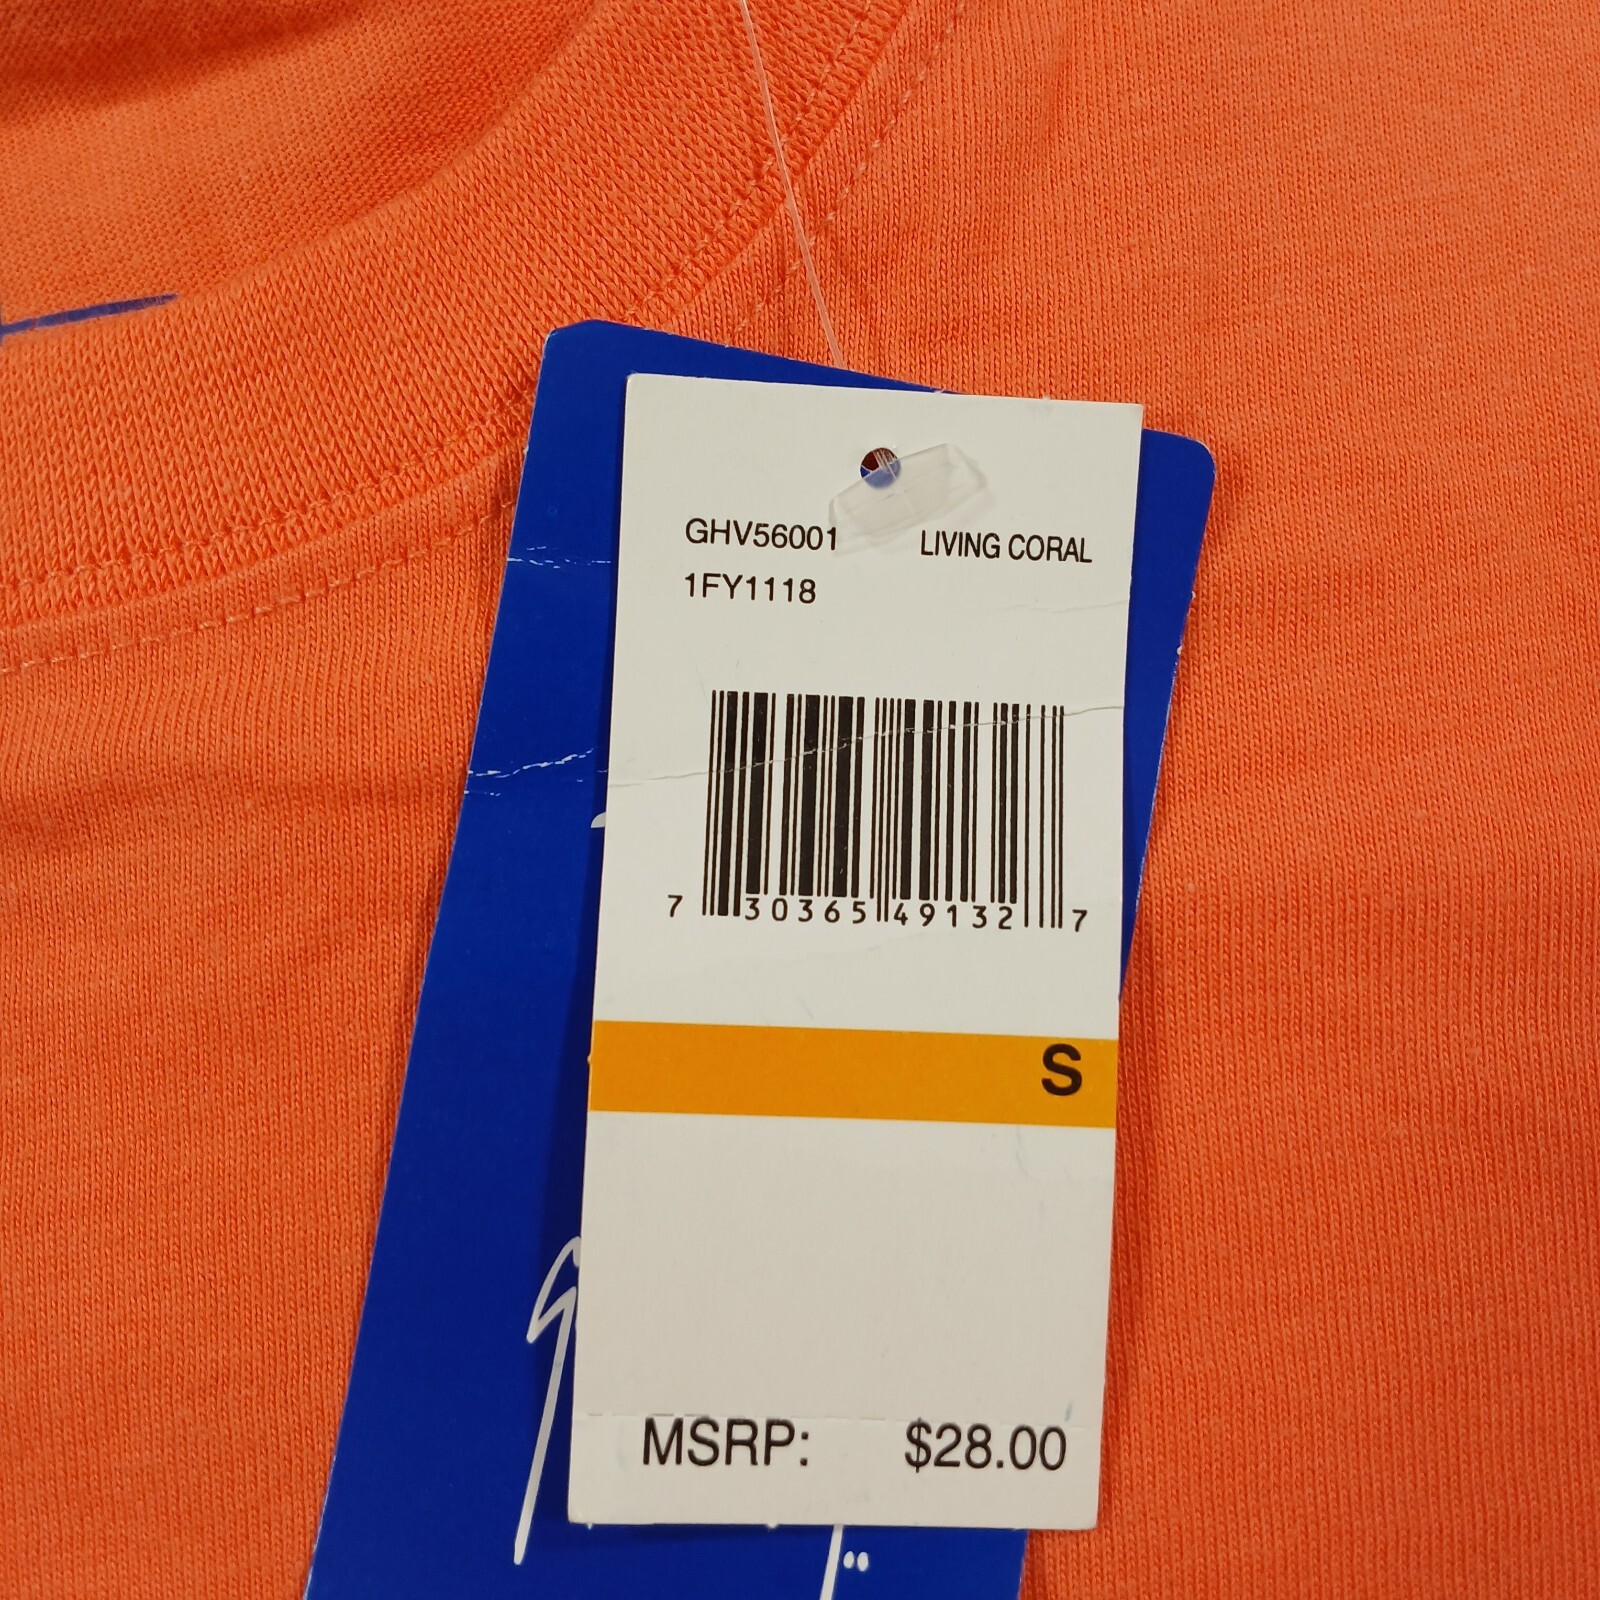 GHV56001 LIVING CORAL
1FY1118
7 30365 49132 7
S
MSRP: $28.00